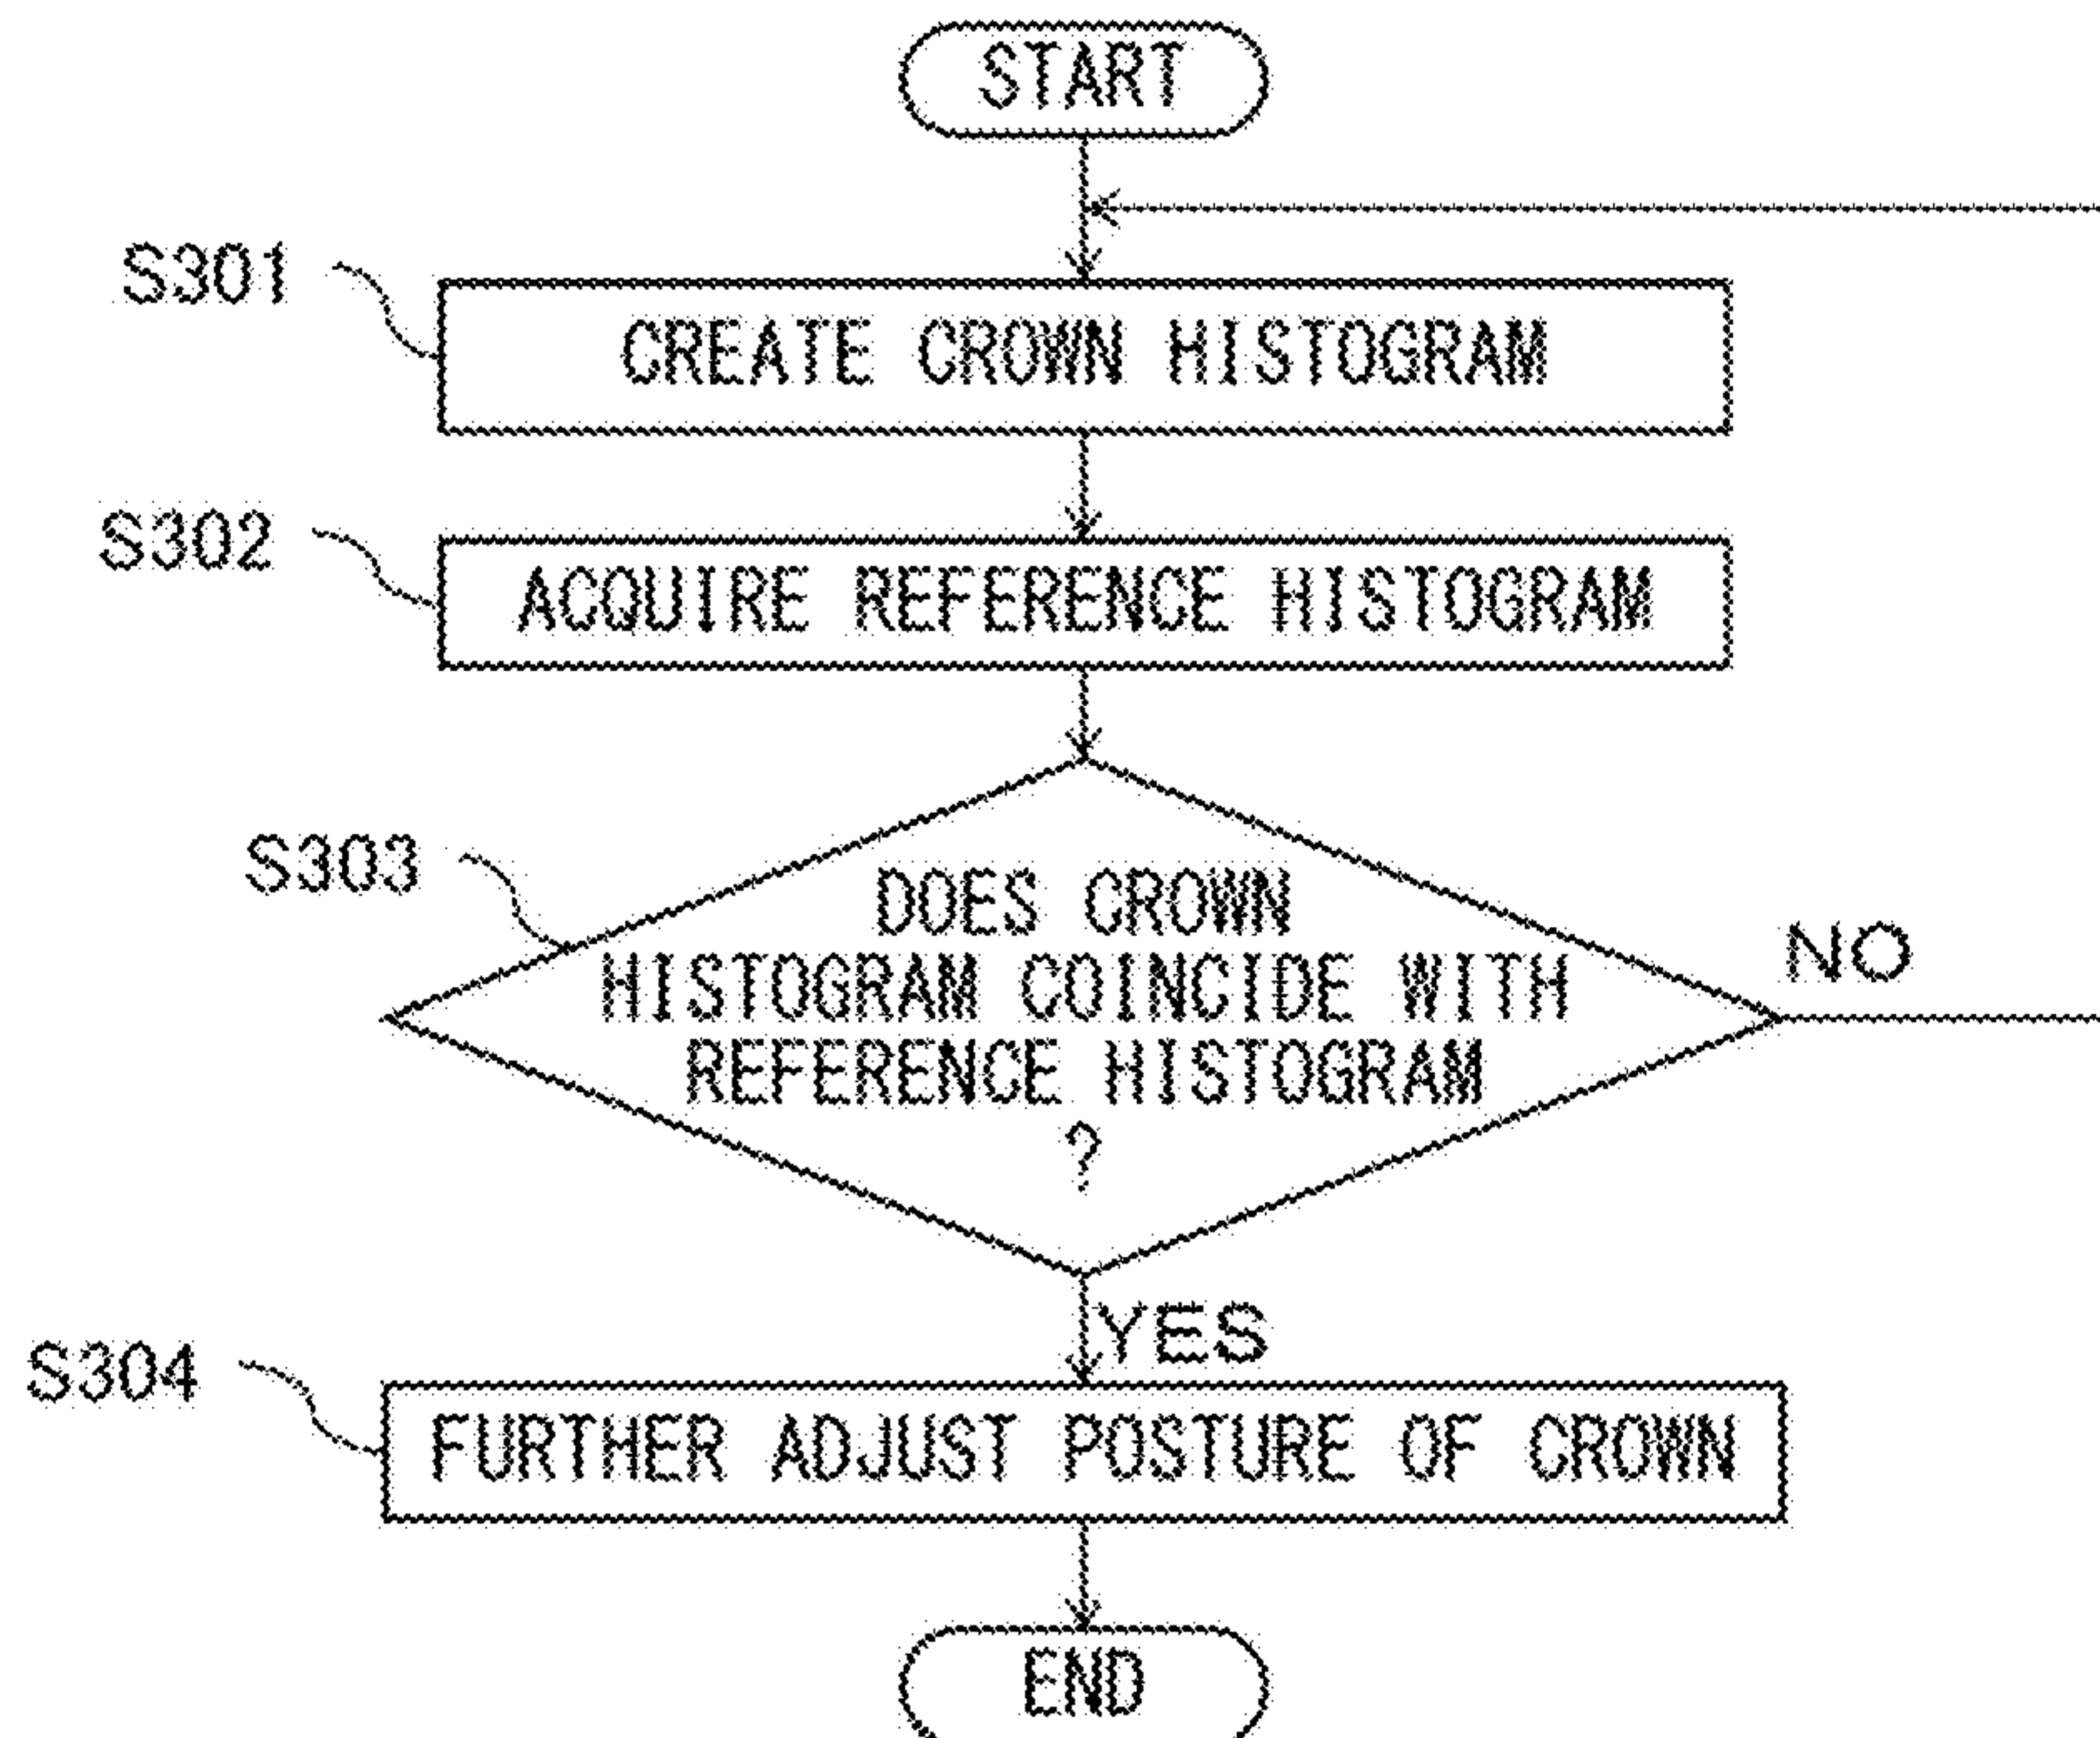 START
S301
CREATE CROWN HISTOGRAM
S302
ACQUIRE REFERENCE HISTOGRAM
S303
DOES CROWN
HISTOGRAM COINCIDE WITH
REFERENCE HISTOGRAM
?
NO
YES
S304
FURTHER ADJUST POSTURE OF CROWN
END